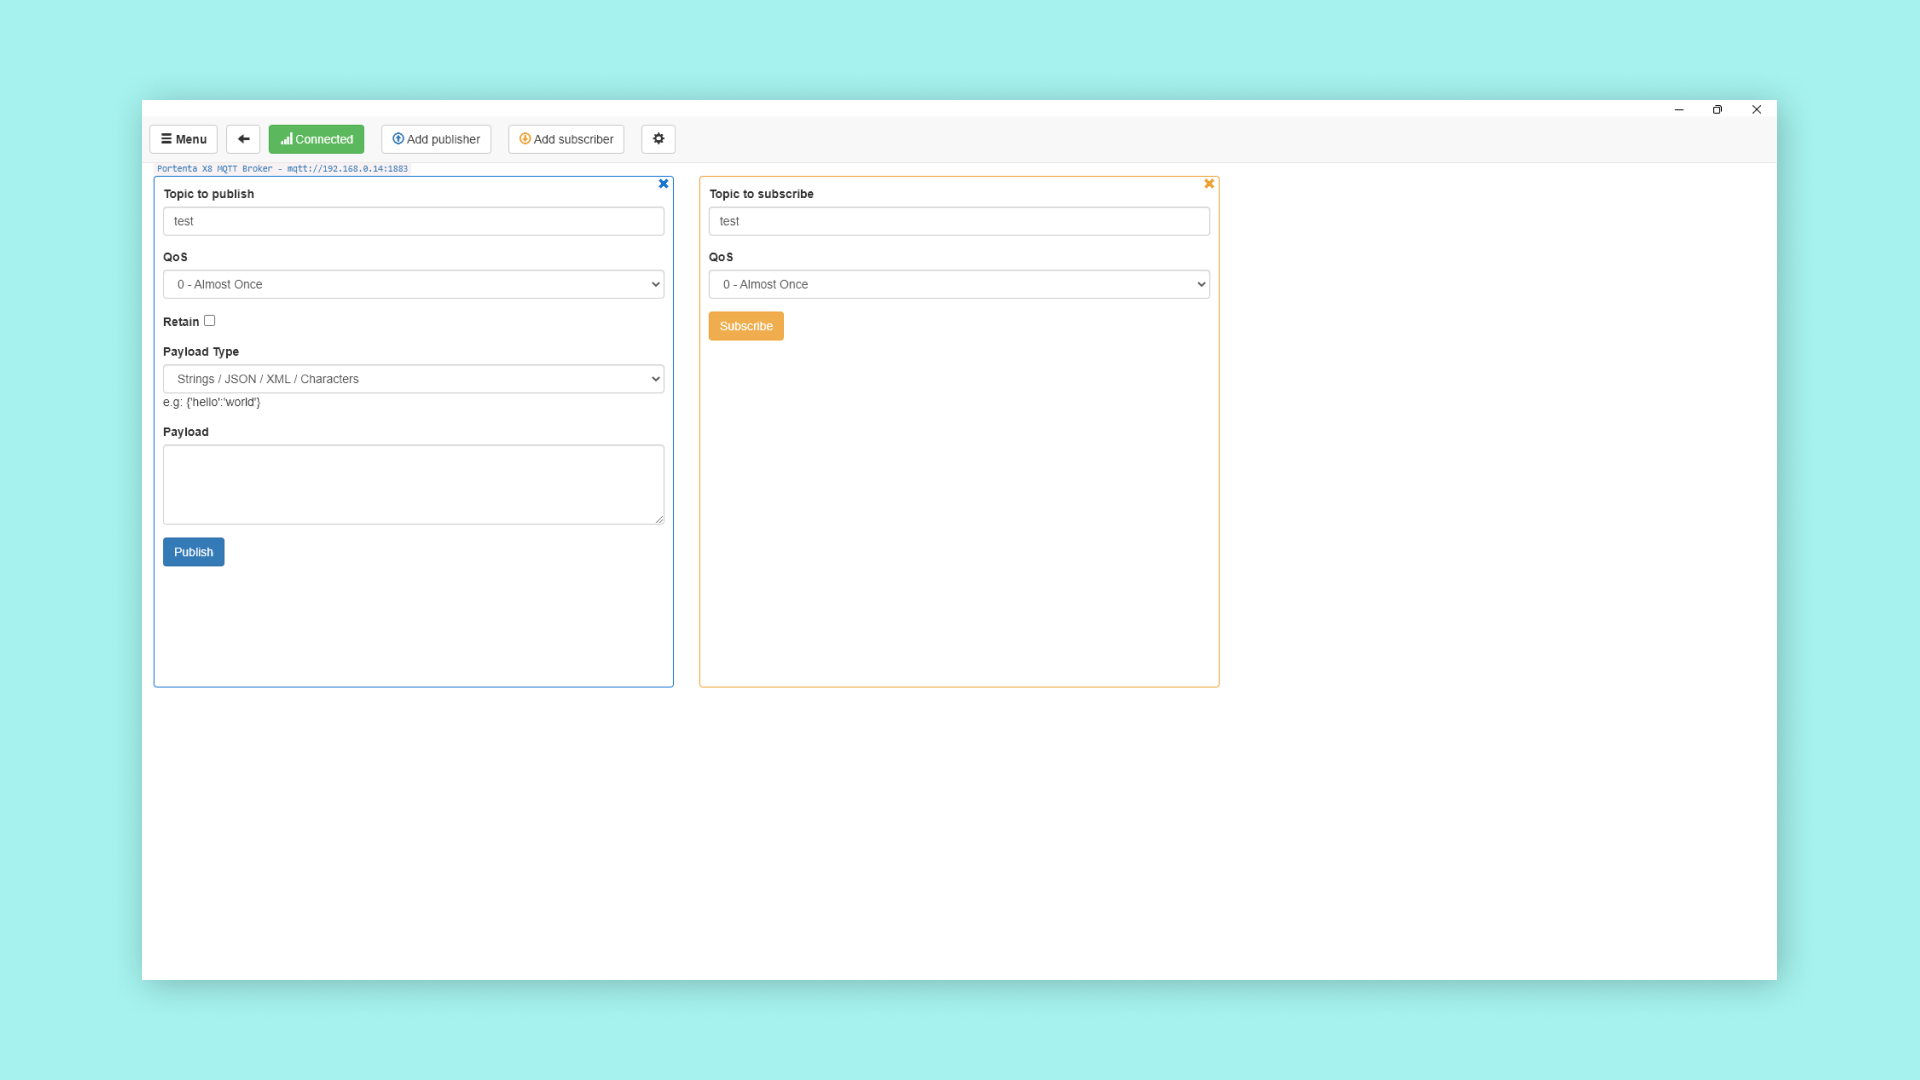 Menu
Connected
Add publisher
Add subscriber
Portenta X8 MQTT Broker - mqtt://192.168.0.14:1883
Topic to publish
test
QoS
0 - Almost Once
Retain
Payload Type
Strings / JSON / XML / Characters
e.g: {'hello':'world'}
Payload
Publish
Topic to subscribe
test
QoS
0 - Almost Once
Subscribe